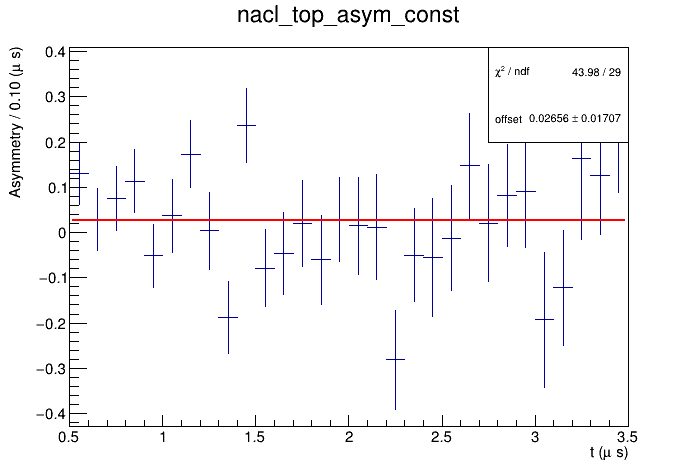 nacl_top_asym_const
Asymmetry / 0.10 (μ s)
χ² / ndf 43.98 / 29
offset 0.02656 ± 0.01707
0.4
0.3
0.2
0.1
0
−0.1
−0.2
−0.3
−0.4
0.5 1 1.5 2 2.5 3 3.5
t (μ s)